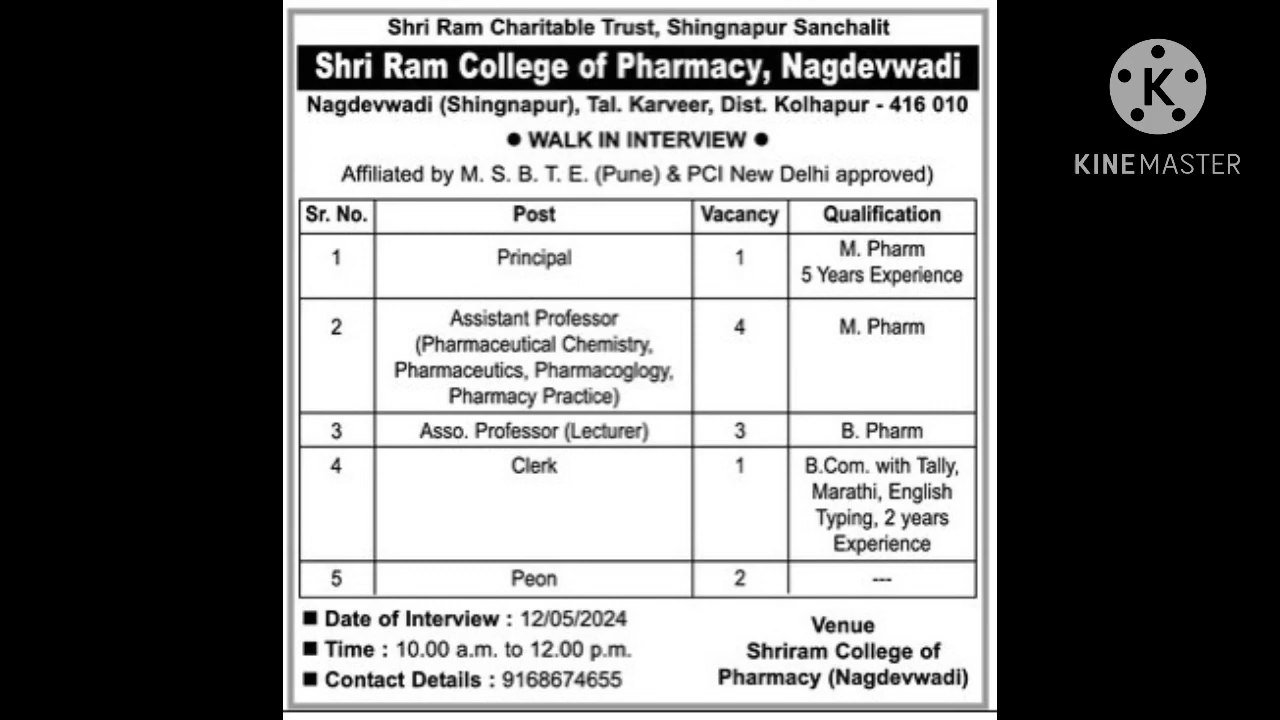 Shri Ram Charitable Trust, Shingnapur Sanchalit
Shri Ram College of Pharmacy, Nagdevwadi
Nagdevwadi (Shingnapur), Tal. Karveer, Dist. Kolhapur - 416 010
● WALK IN INTERVIEW ●
Affiliated by M. S. B. T. E. (Pune) & PCI New Delhi approved)
Sr. No. Post Vacancy Qualification
1 Principal 1 M. Pharm
5 Years Experience
2 Assistant Professor 4 M. Pharm
(Pharmaceutical Chemistry,
Pharmaceutics, Pharmacoglogy,
Pharmacy Practice)
3 Asso. Professor (Lecturer) 3 B. Pharm
4 Clerk 1 B.Com. with Tally,
Marathi, English
Typing, 2 years
Experience
5 Peon 2 ---
■ Date of Interview : 12/05/2024
■ Time : 10.00 a.m. to 12.00 p.m.
■ Contact Details : 9168674655
Venue
Shriram College of
Pharmacy (Nagdevwadi)
K
KINEMASTER